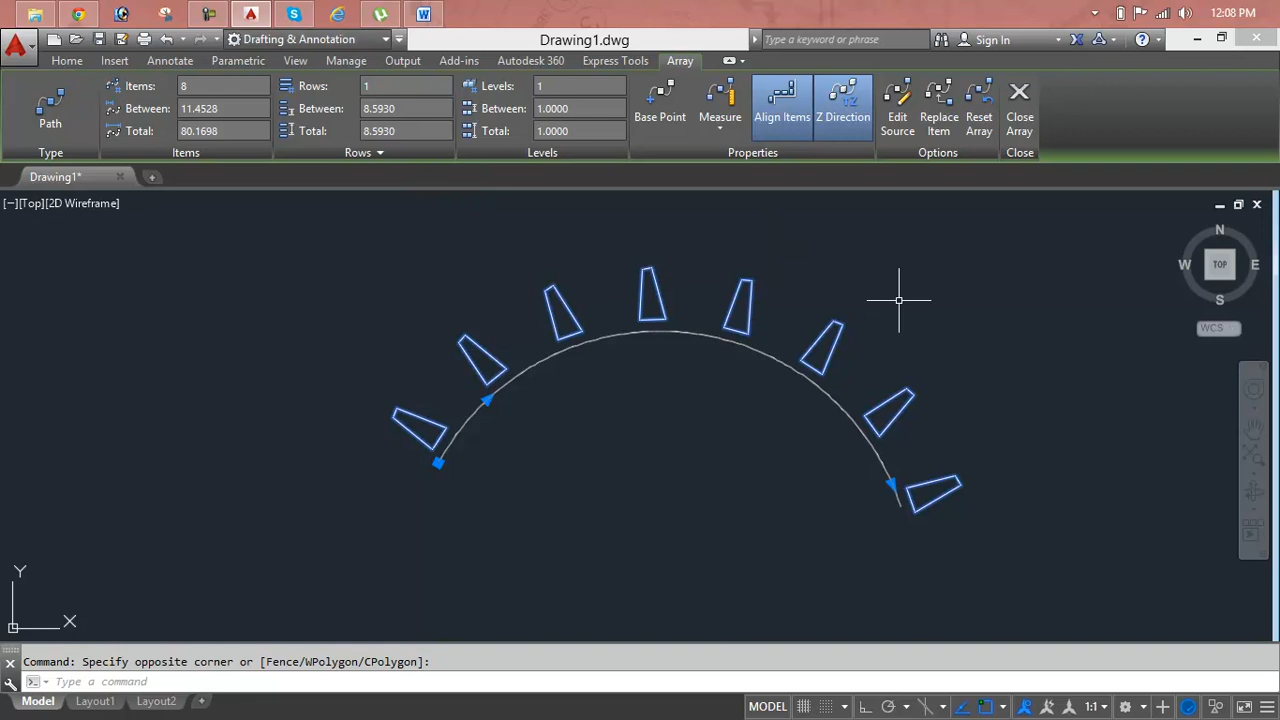 12:08 PM
Drafting & Annotation
Drawing1.dwg
Type a keyword or phrase
Sign In
Home Insert Annotate Parametric View Manage Output Add-ins Autodesk 360 Express Tools Array
Path
Type
Items: 8
Between: 11.4528
Total: 80.1698
Items
Rows: 1
Between: 8.5930
Total: 8.5930
Rows
Levels: 1
Between: 1.0000
Total: 1.0000
Levels
Base Point
Measure
Align Items
Z Direction
Properties
Edit Source
Replace Item
Reset Array
Options
Close Array
Close
Drawing1*
[−][Top][2D Wireframe]
N
W TOP E
S
WCS
Y
X
Command: Specify opposite corner or [Fence/WPolygon/CPolygon]:
Type a command
Model Layout1 Layout2 +
MODEL
1:1